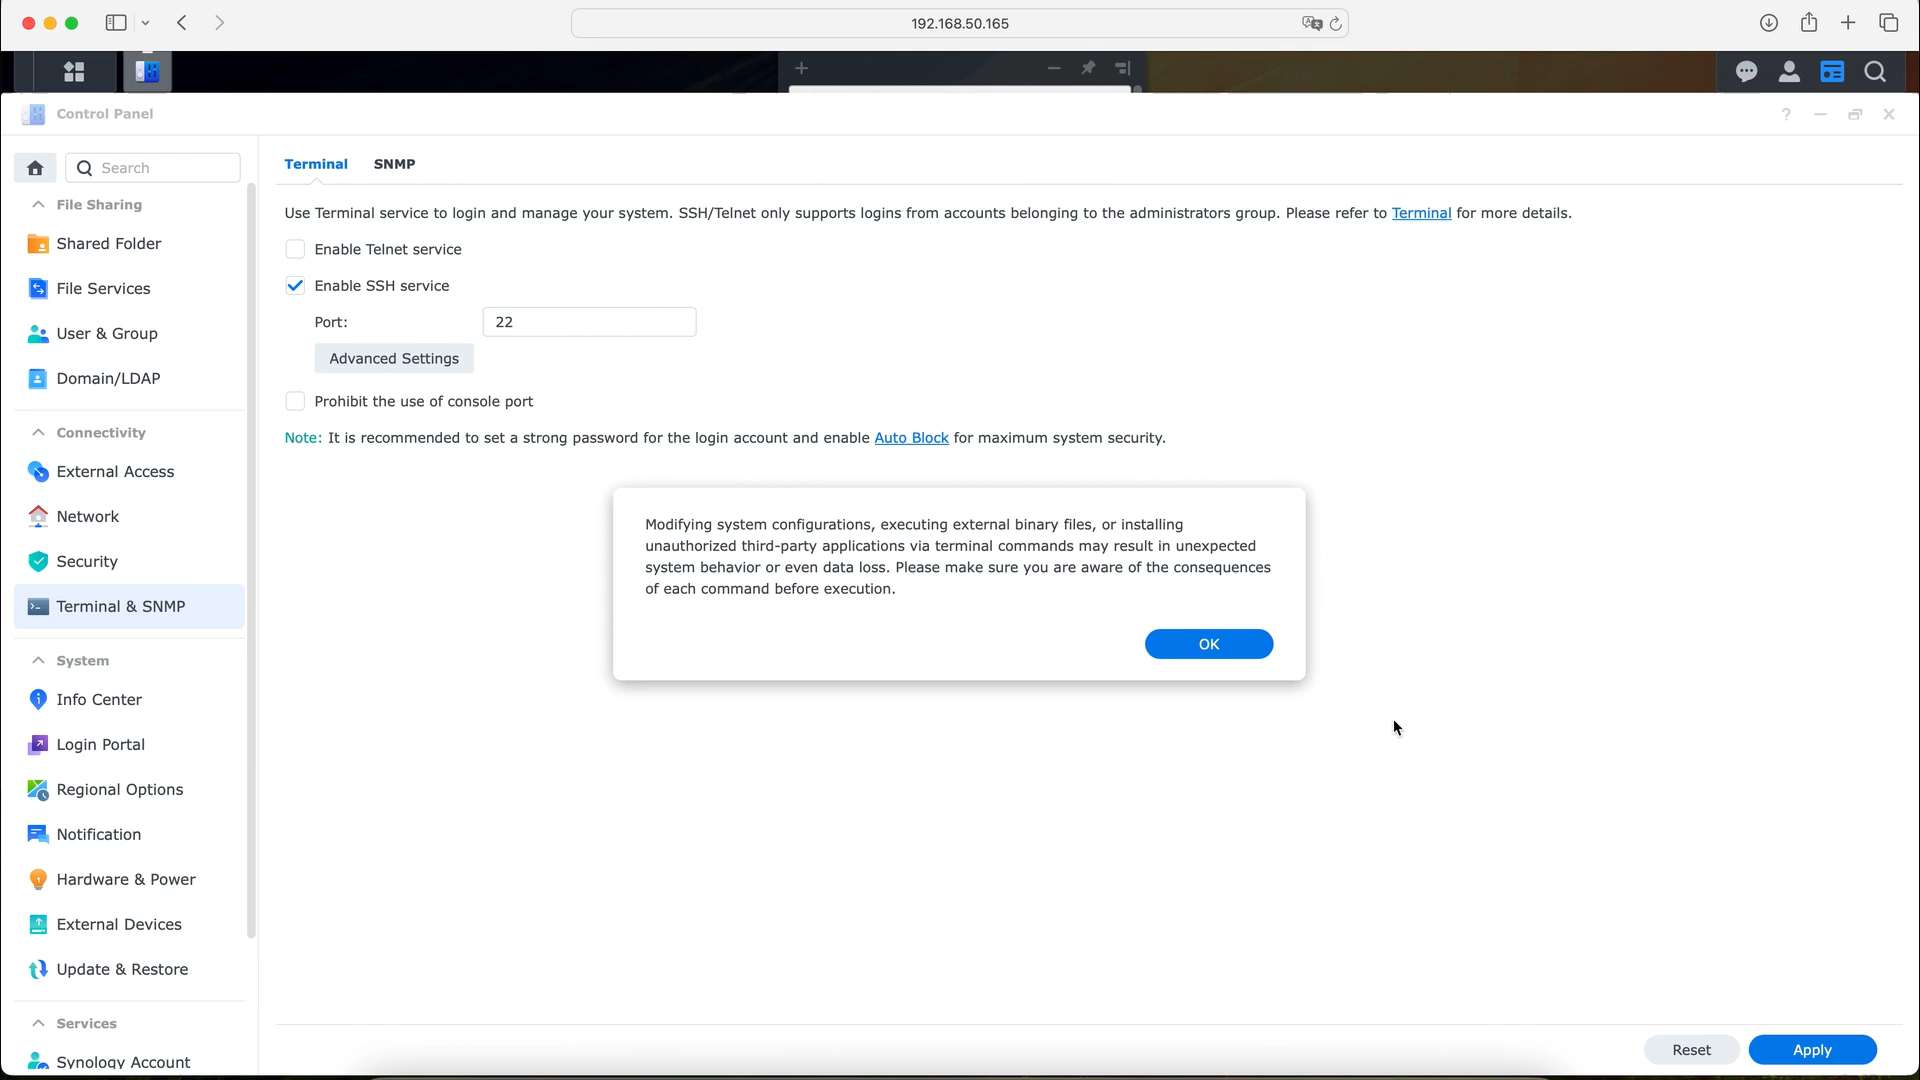 192.168.50.165
Control Panel
Search
File Sharing
Shared Folder
File Services
User & Group
Domain/LDAP
Connectivity
External Access
Network
Security
Terminal & SNMP
System
Info Center
Login Portal
Regional Options
Notification
Hardware & Power
External Devices
Update & Restore
Services
Synology Account
Terminal SNMP
Use Terminal service to login and manage your system. SSH/Telnet only supports logins from accounts belonging to the administrators group. Please refer to Terminal for more details.
Enable Telnet service
Enable SSH service
Port: 22
Advanced Settings
Prohibit the use of console port
Note: It is recommended to set a strong password for the login account and enable Auto Block for maximum system security.
Modifying system configurations, executing external binary files, or installing
unauthorized third-party applications via terminal commands may result in unexpected
system behavior or even data loss. Please make sure you are aware of the consequences
of each command before execution.
OK
Reset Apply